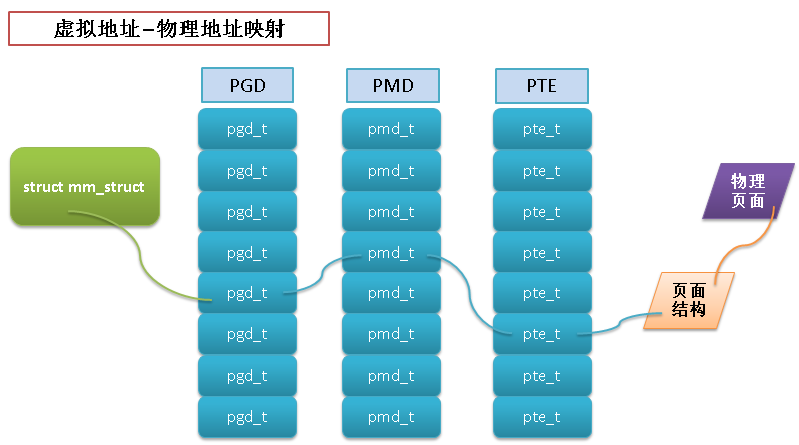 虚拟地址-物理地址映射
PGD PMD PTE
pgd_t pmd_t pte_t
pgd_t pmd_t pte_t
pgd_t pmd_t pte_t
pgd_t pmd_t pte_t
pgd_t pmd_t pte_t
pgd_t pmd_t pte_t
pgd_t pmd_t pte_t
pgd_t pmd_t pte_t
struct mm_struct
物理
页面
页面
结构